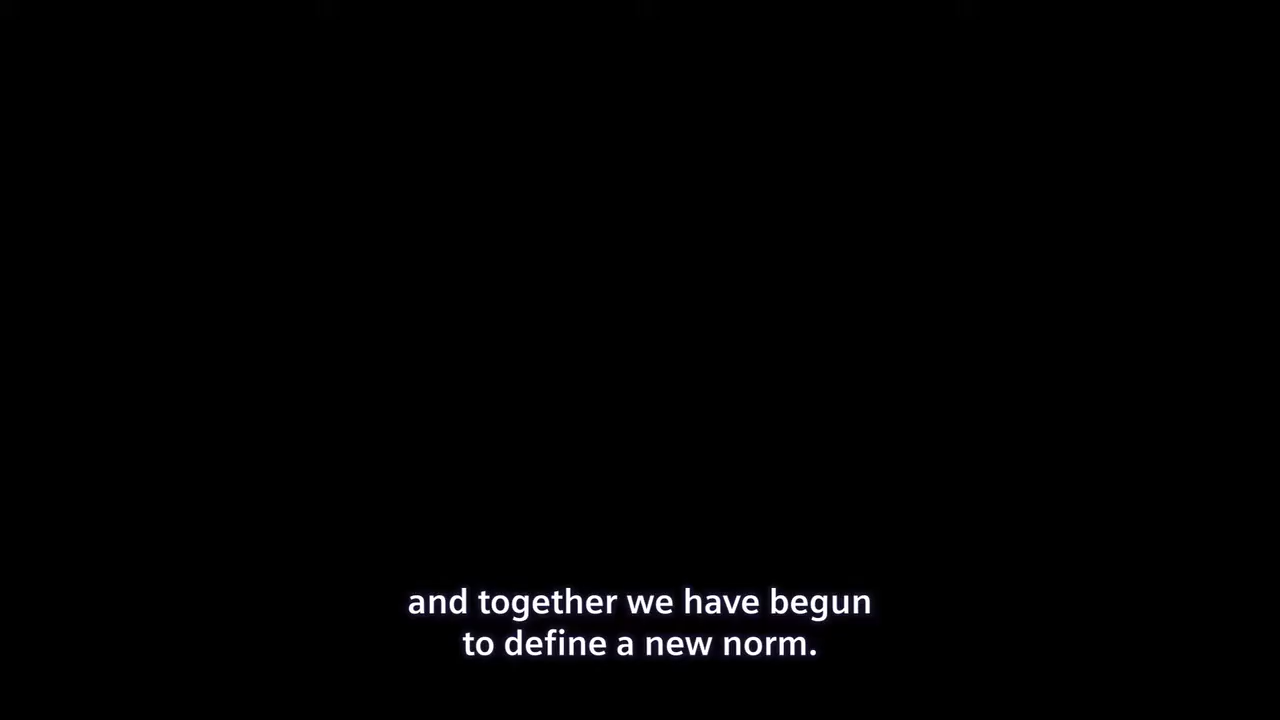 and together we have begun
to define a new norm.